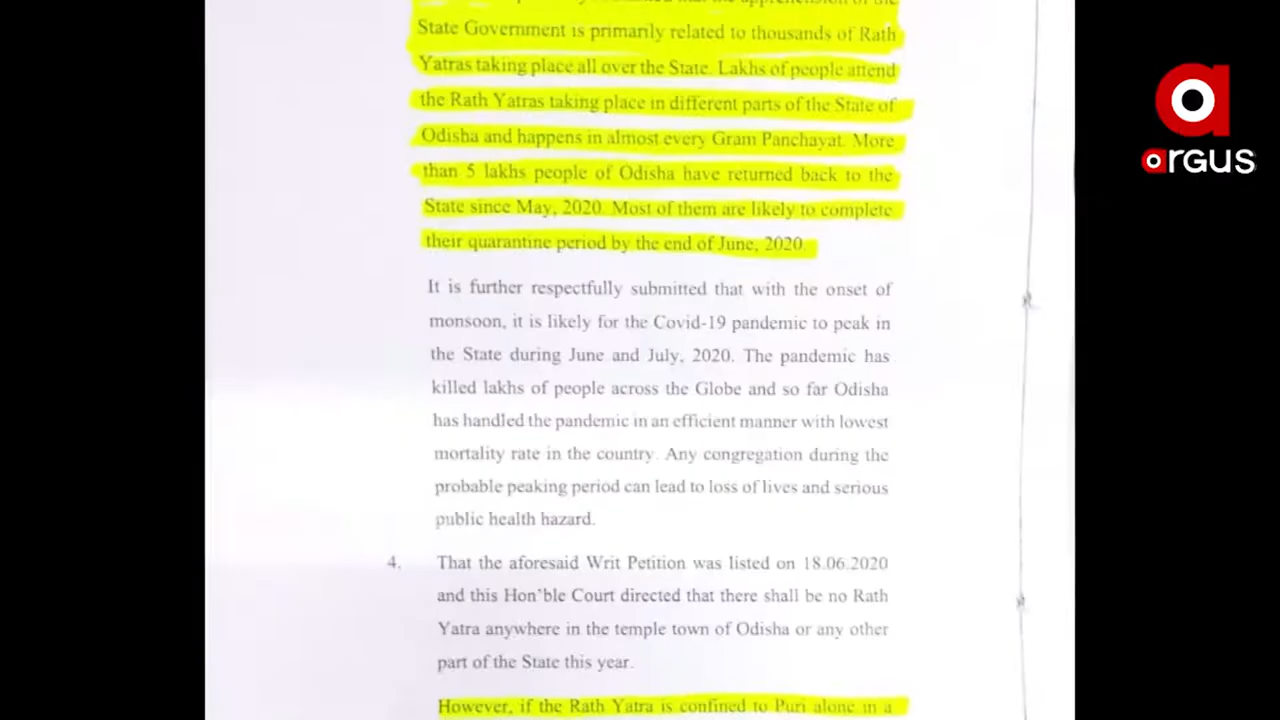 State Government is primarily related to thousands of Rath
Yatras taking place all over the State. Lakhs of people attend
the Rath Yatras taking place in different parts of the State of
Odisha and happens in almost every Gram Panchayat. More
than 5 lakhs people of Odisha have returned back to the
State since May, 2020. Most of them are likely to complete
their quarantine period by the end of June, 2020.
It is further respectfully submitted that with the onset of
monsoon, it is likely for the Covid-19 pandemic to peak in
the State during June and July, 2020. The pandemic has
killed lakhs of people across the Globe and so far Odisha
has handled the pandemic in an efficient manner with lowest
mortality rate in the country. Any congregation during the
probable peaking period can lead to loss of lives and serious
public health hazard.
4. That the aforesaid Writ Petition was listed on 18.06.2020
and this Hon'ble Court directed that there shall be no Rath
Yatra anywhere in the temple town of Odisha or any other
part of the State this year.
However, if the Rath Yatra is confined to Puri alone in a
argus